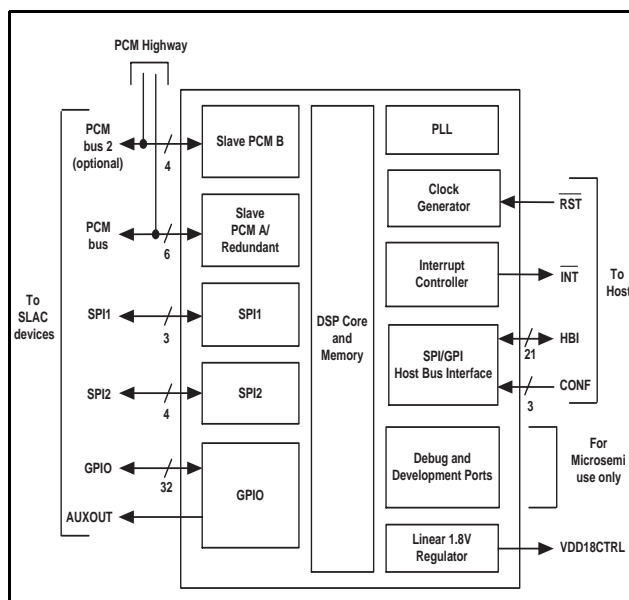 PCM Highway
PCM
bus 2
(optional)
4
Slave PCM B
PCM
bus
6
Slave
PCM A/
Redundant
To
SLAC
devices
SPI1
3
SPI1
SPI2
4
SPI2
GPIO
32
GPIO
AUXOUT
DSP Core
and
Memory
PLL
Clock
Generator
RST
Interrupt
Controller
INT
To
Host
SPI/GPI
Host Bus Interface
21
HBI
3
CONF
Debug and
Development Ports
For
Microsemi
use only
Linear 1.8V
Regulator
VDD18CTRL